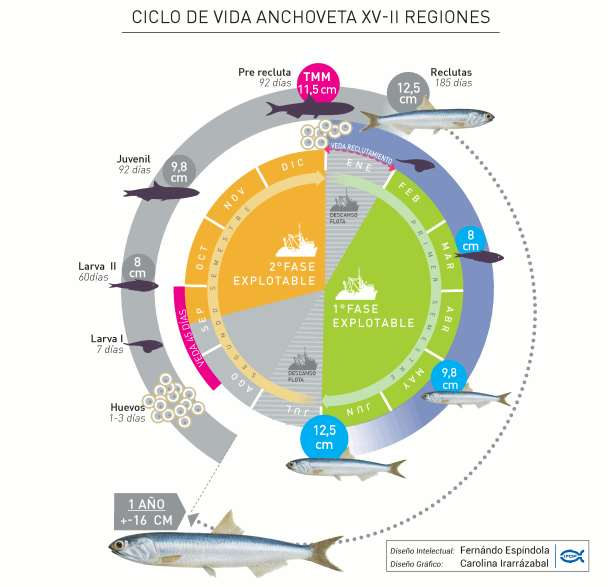 CICLO DE VIDA ANCHOVETA XV-II REGIONES
Pre recluta
92 días
TMM
11,5 cm
12,5
cm
Reclutas
185 días
Juvenil
92 días
9,8
cm
Larva II
60días
8
cm
Larva I
7 días
Huevos
1-3 días
VEDA RECLUTAMIENTO
ENE
FEB
MAR
ABR
MAY
JUN
JUL
AGO
SEP
OCT
NOV
DIC
PRIMER SEMESTRE
SEGUNDO SEMESTRE
VEDA 45 DÍAS
DESCANSO
FLOTA
2° FASE
EXPLOTABLE
1° FASE
EXPLOTABLE
DESCANSO
FLOTA
8
cm
9,8
cm
12,5
cm
1 AÑO
+-16 CM
Diseño Intelectual: Fernándo Espíndola
Diseño Gráfico: Carolina Irarrázabal
IFOP